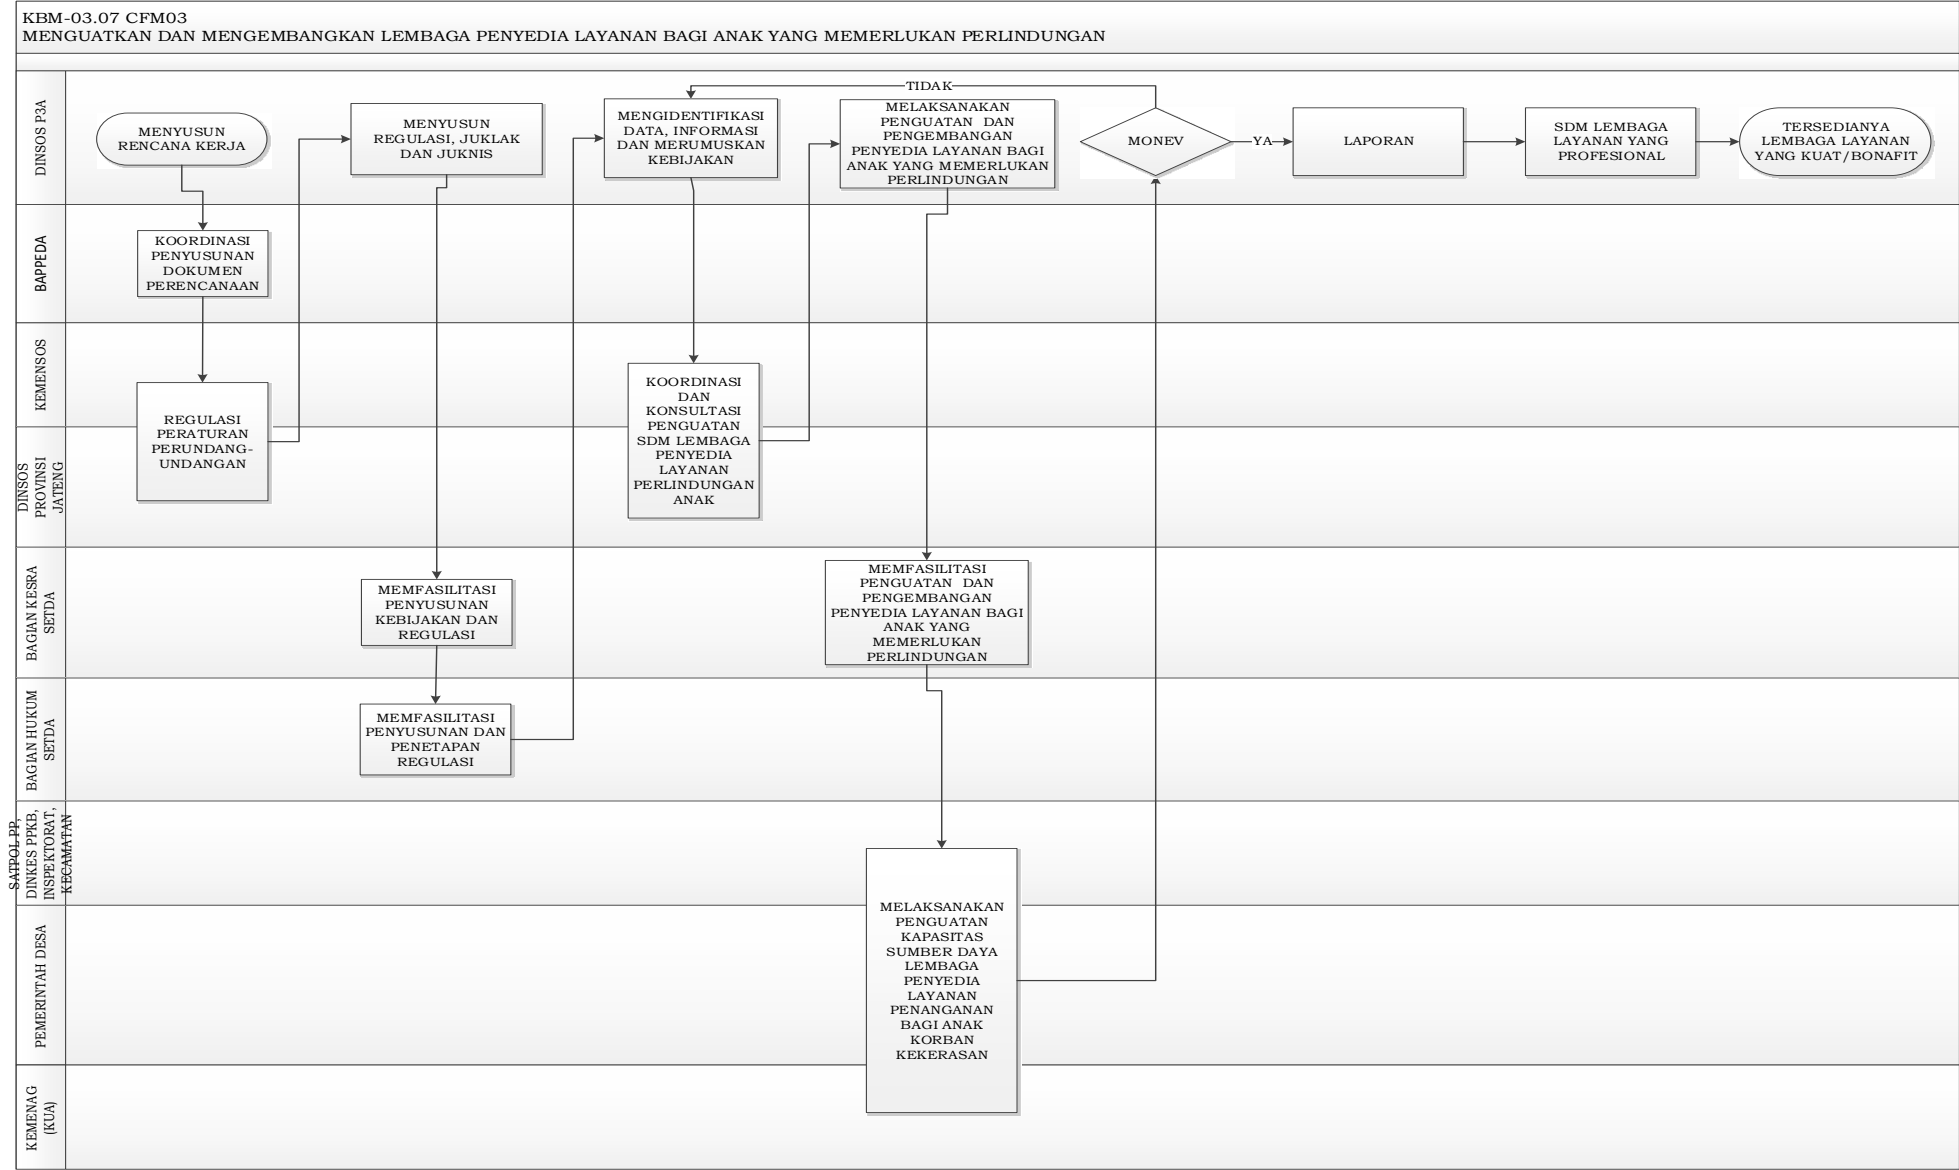 KBM-03.07 CFM03
MENGUATKAN DAN MENGEMBANGKAN LEMBAGA PENYEDIA LAYANAN BAGI ANAK YANG MEMERLUKAN PERLINDUNGAN
DINSOS P3A
MENYUSUN
RENCANA KERJA
MENYUSUN
REGULASI, JUKLAK
DAN JUKNIS
MENGIDENTIFIKASI
DATA, INFORMASI
DAN MERUMUSKAN
KEBIJAKAN
TIDAK
MELAKSANAKAN
PENGUATAN DAN
PENGEMBANGAN
PENYEDIA LAYANAN BAGI
ANAK YANG MEMERLUKAN
PERLINDUNGAN
MONEV
YA
LAPORAN
SDM LEMBAGA
LAYANAN YANG
PROFESIONAL
TERSEDIANYA
LEMBAGA LAYANAN
YANG KUAT/BONAFIT
BAPPEDA
KOORDINASI
PENYUSUNAN
DOKUMEN
PERENCANAAN
KEMENSOS
REGULASI
PERATURAN
PERUNDANG-
UNDANGAN
KOORDINASI
DAN
KONSULTASI
PENGUATAN
SDM LEMBAGA
PENYEDIA
LAYANAN
PERLINDUNGAN
ANAK
DINSOS
PROVINSI
JATENG
BAGIAN KESRA
SETDA
MEMFASILITASI
PENYUSUNAN
KEBIJAKAN DAN
REGULASI
MEMFASILITASI
PENGUATAN DAN
PENGEMBANGAN
PENYEDIA LAYANAN BAGI
ANAK YANG
MEMERLUKAN
PERLINDUNGAN
BAGIAN HUKUM
SETDA
MEMFASILITASI
PENYUSUNAN DAN
PENETAPAN
REGULASI
SATPOL PP,
DINKES PPKB,
INSPEKTORAT,
KECAMATAN
PEMERINTAH DESA
MELAKSANAKAN
PENGUATAN
KAPASITAS
SUMBER DAYA
LEMBAGA
PENYEDIA
LAYANAN
PENANGANAN
BAGI ANAK
KORBAN
KEKERASAN
KEMENAG
(KUA)